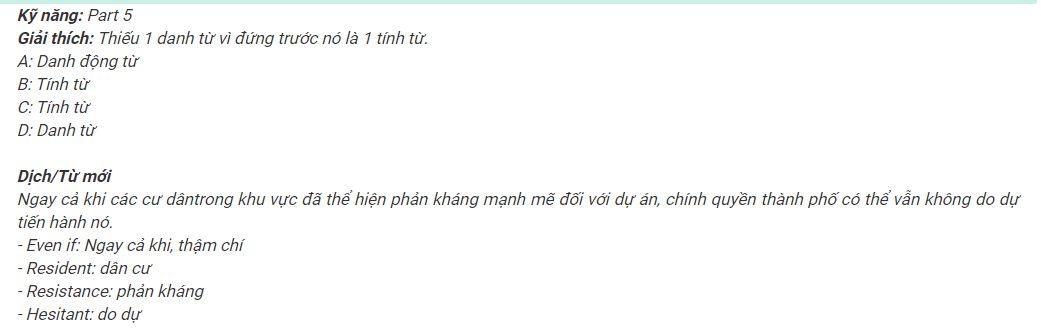 Kỹ năng: Part 5
Giải thích: Thiếu 1 danh từ vì đứng trước nó là 1 tính từ.
A: Danh động từ
B: Tính từ
C: Tính từ
D: Danh từ
Dịch/Từ mới
Ngay cả khi các cư dântrong khu vực đã thể hiện phản kháng mạnh mẽ đối với dự án, chính quyền thành phố có thể vẫn không do dự
tiến hành nó.
- Even if: Ngay cả khi, thậm chí
- Resident: dân cư
- Resistance: phản kháng
- Hesitant: do dự